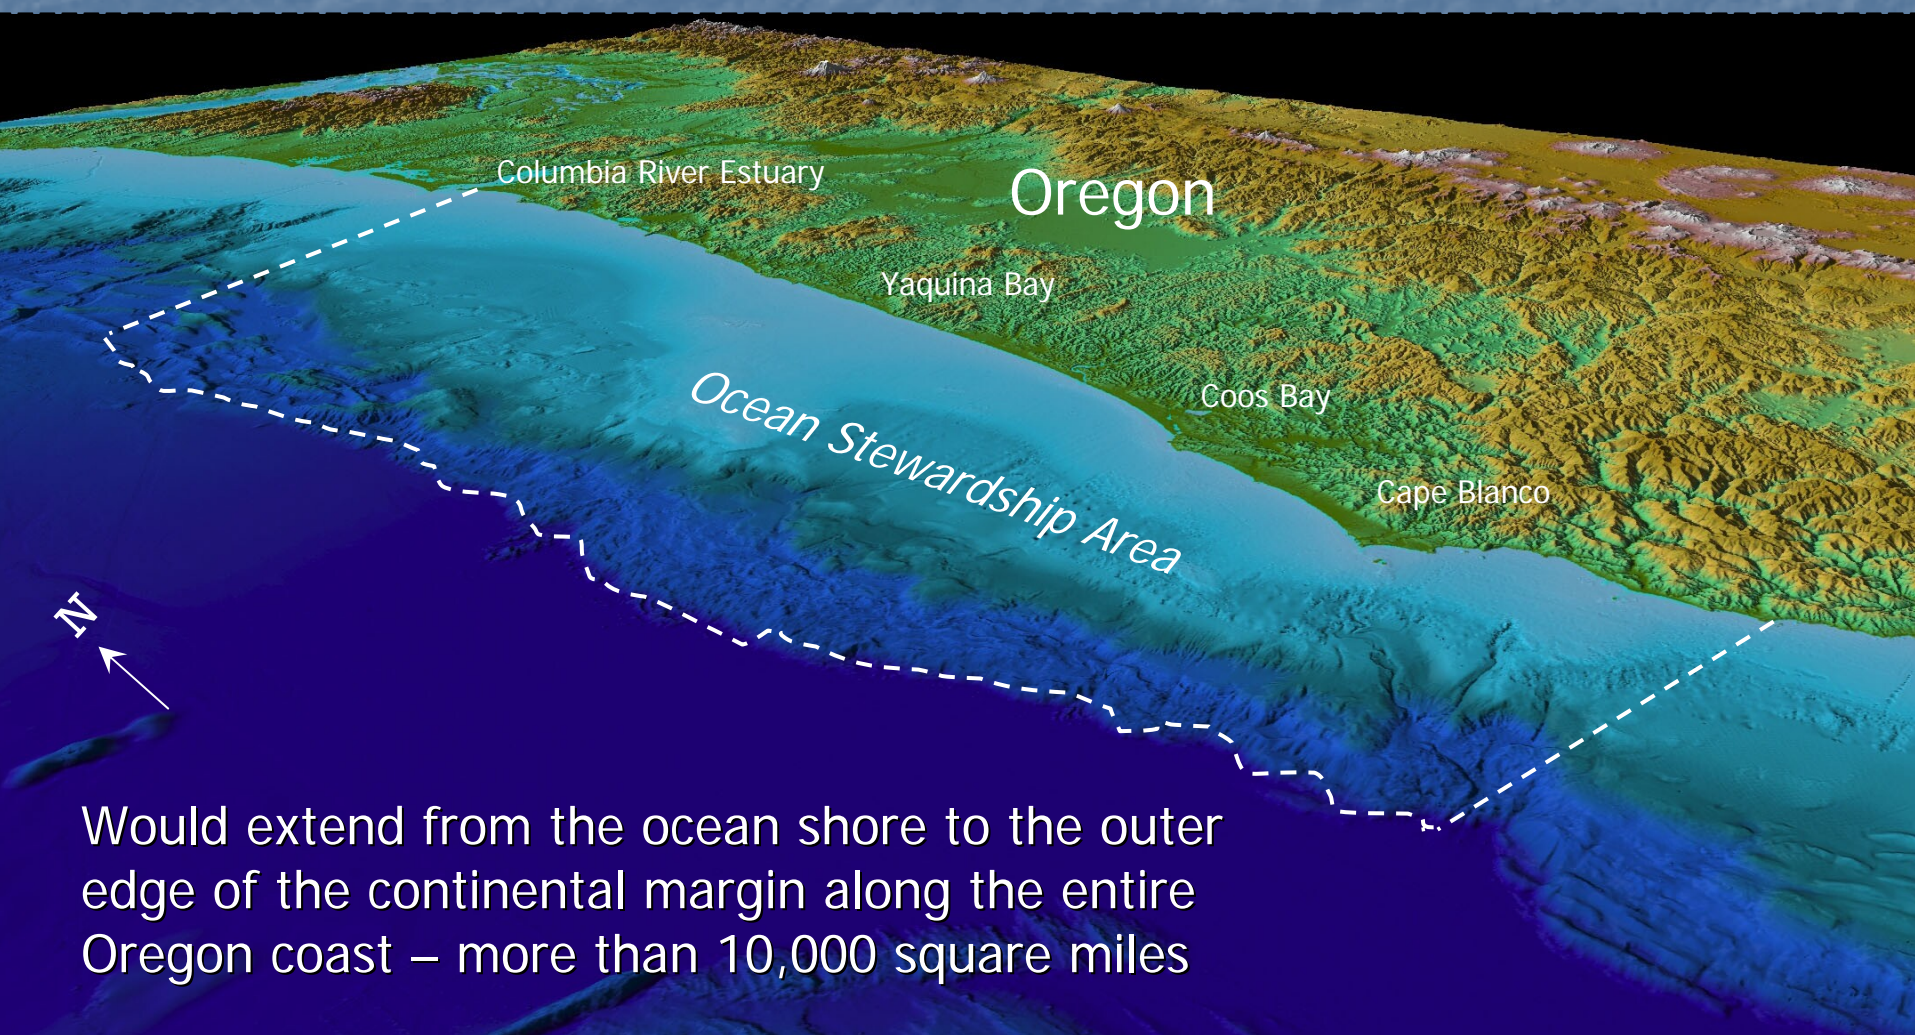 Columbia River Estuary
Oregon
Yaquina Bay
Ocean Stewardship Area
Coos Bay
Cape Blanco
N
Would extend from the ocean shore to the outer
edge of the continental margin along the entire
Oregon coast – more than 10,000 square miles